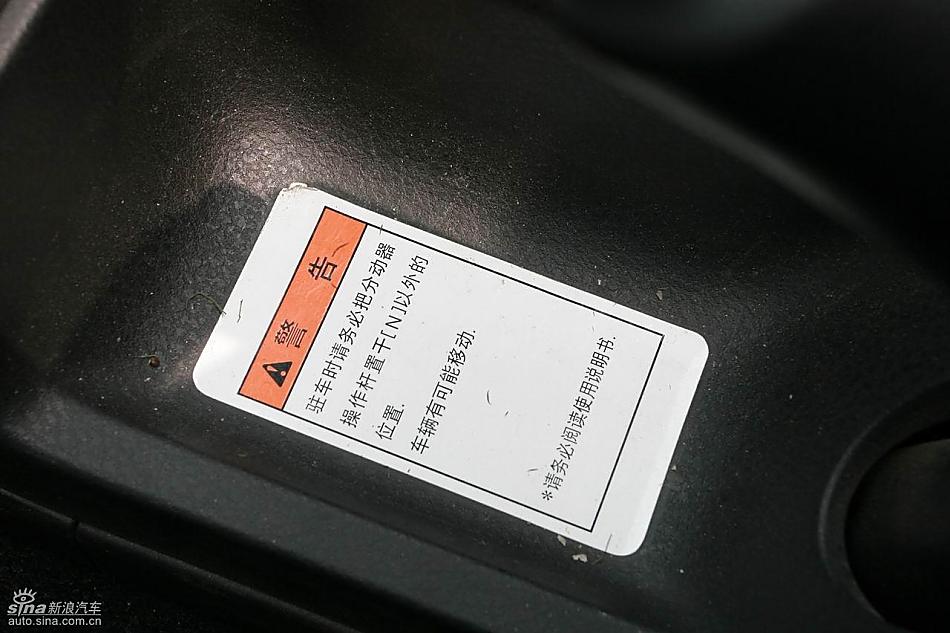 警 告
驻车时请务必把分动器
操作杆置于[N]以外的
位置.
车辆有可能移动.
*请务必阅读使用说明书.
sina新浪汽车
auto.sina.com.cn